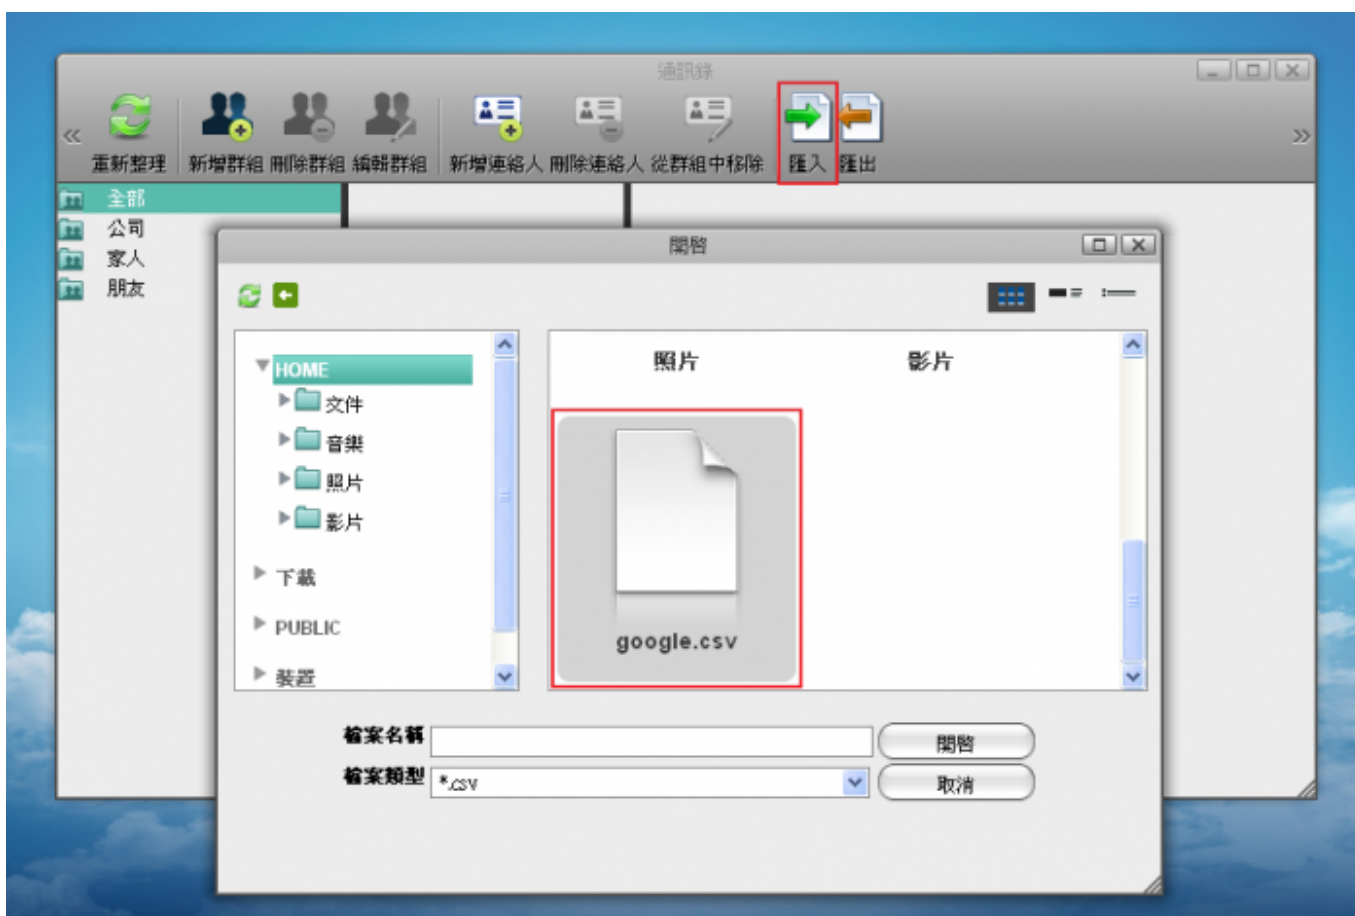 通訊錄
重新整理 新增群組 刪除群組 編輯群組 新增連絡人 刪除連絡人 從群組中移除 匯入 匯出
全部
公司
家人
朋友
開啓
HOME
文件
音樂
照片
影片
下載
PUBLIC
裝置
照片 影片
google.csv
檔案名稱
開啓
檔案類型 *.csv
取消